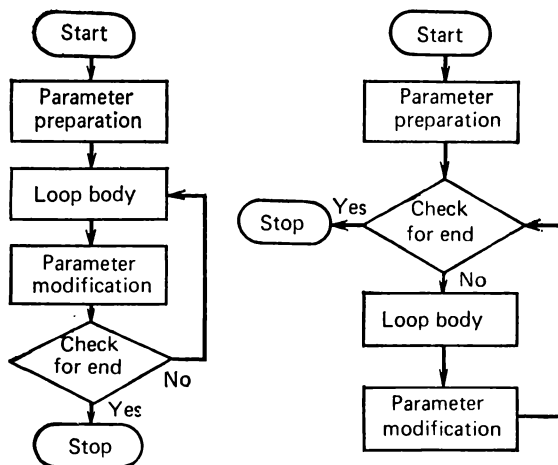 Start
Parameter
preparation
Loop body
Parameter
modification
Check
for end
No
Yes
Stop
Start
Parameter
preparation
Check
for end
Yes
Stop
No
Loop body
Parameter
modification